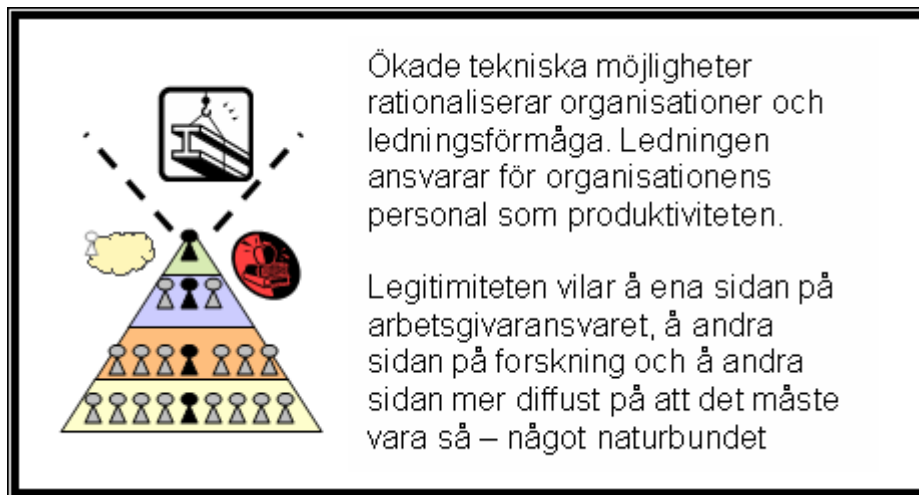 Ökade tekniska möjligheter
rationaliserar organisationer och
ledningsförmåga. Ledningen
ansvarar för organisationens
personal som produktiviteten.
Legitimiteten vilar å ena sidan på
arbetsgivaransvaret, å andra
sidan på forskning och å andra
sidan mer diffust på att det måste
vara så – något naturbundet